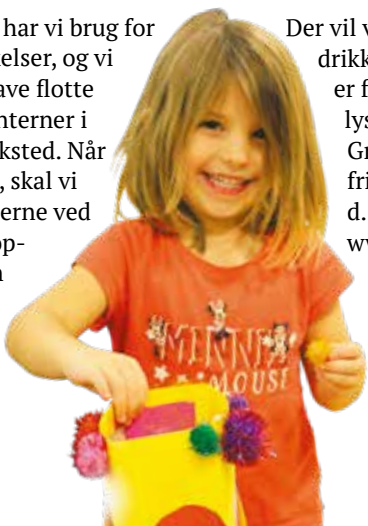 har vi brug for
elser, og vi
ave flotte
nterner i
ksted. Når
, skal vi
erne ved
op-
Der vil v
drikk
er f
lys
Gr
fri
d.
MINNIE
MOUSE